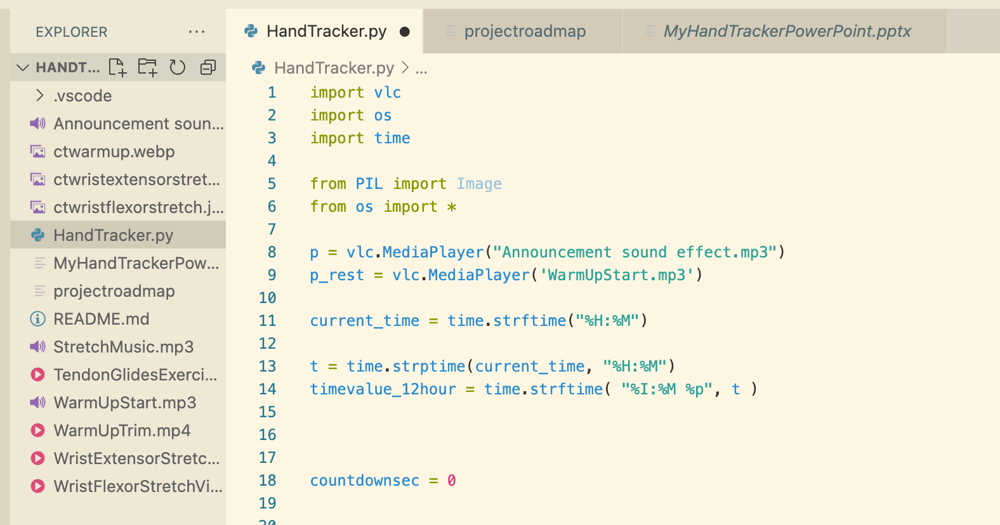 EXPLORER
HANDT...
.vscode
Announcement soun...
ctwarmup.webp
ctwristextensorstret...
ctwristflexorstretch.j...
HandTracker.py
MyHandTrackerPow...
projectroadmap
README.md
StretchMusic.mp3
TendonGlidesExerci...
WarmUpStart.mp3
WarmUpTrim.mp4
WristExtensorStretc...
WristFlexorStretchVi...
HandTracker.py
projectroadmap
MyHandTrackerPowerPoint.pptx
HandTracker.py > ...
1 import vlc
2 import os
3 import time
4
5 from PIL import Image
6 from os import *
7
8 p = vlc.MediaPlayer("Announcement sound effect.mp3")
9 p_rest = vlc.MediaPlayer('WarmUpStart.mp3')
10
11 current_time = time.strftime("%H:%M")
12
13 t = time.strptime(current_time, "%H:%M")
14 timevalue_12hour = time.strftime( "%I:%M %p", t )
15
16
17
18 countdownsec = 0
19
20